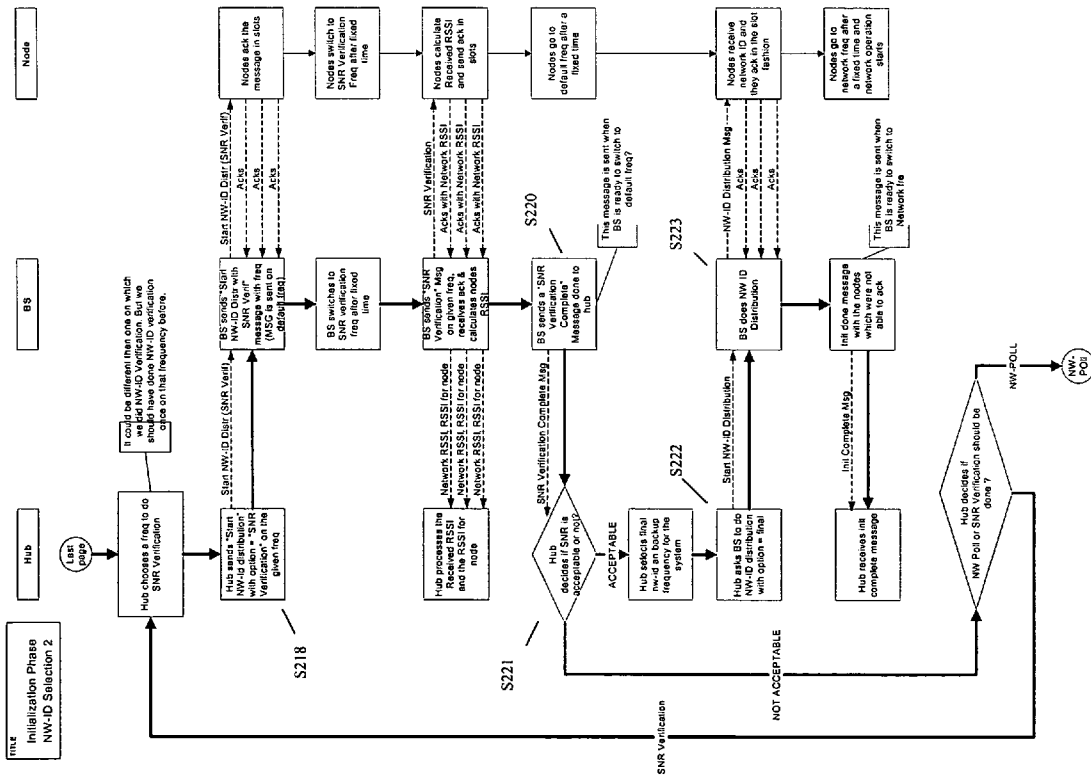 TITLE
Initialization Phase
NW-ID Selection 2
Hub
BS
Node
Last
page
Hub chooses a freq to do
SNR Verification
It could be different then one on which
we did NW-ID Verification. But we
should have done NW-ID verification
once on that frequency before.
Hub sends "Start
NW-ID distribution"
with option = "SNR
Verification" on the
given freq
S218
Start NW-ID Distr (SNR Verif)
BS sends "Start
NW-ID Distr with
SNR Verif"
message with freq
(MSG is sent on
default freq)
Start NW-ID Distr (SNR Verif)
Acks
Acks
Acks
Acks
Nodes ack the
message in slots
BS switches to
SNR verification
freq after fixed
time
Nodes switch to
SNR Verification
Freq after fixed
time
Hub processes the
Received RSSI
and the RSSI for
node
Network RSSI, RSSI for node
Network RSSI, RSSI for node
Network RSSI, RSSI for node
BS sends "SNR
Verification" Msg
on given freq,
receives ack &
calculates nodes
RSSI
SNR Verification
Acks with Network RSSI
Acks with Network RSSI
Acks with Network RSSI
Acks with Network RSSI
Nodes calculate
Received RSSI
and send ack in
slots
BS sends a "SNR
Verification
Complete"
Message done to
hub
S220
This message is sent when
BS is ready to switch to
default freq?
Nodes go to
default freq after a
fixed time
SNR Verification Complete Msg
Hub
decides if SNR is
acceptable or not?
S221
ACCEPTABLE
NOT ACCEPTABLE
Hub selects final
nw-id an backup
frequency for the
system
Hub asks BS to do
NW-ID distribution
with option = final
S222
Start NW-ID Distribution
BS does NW ID
Distribution
S223
NW-ID Distribution Msg
Acks
Acks
Acks
Nodes receive
network ID and
they ack in the slot
fashion
Hub receives init
complete message
Init Complete Msg
Init done message
with the nodes
which were not
able to ack
This message is sent when
BS is ready to switch to
Network fre
Nodes go to
network freq after
a fixed time and
network operation
starts
Hub decides if
NW Poll or SNR Verification should be
done ?
SNR Verification
NW-POLL
NW-